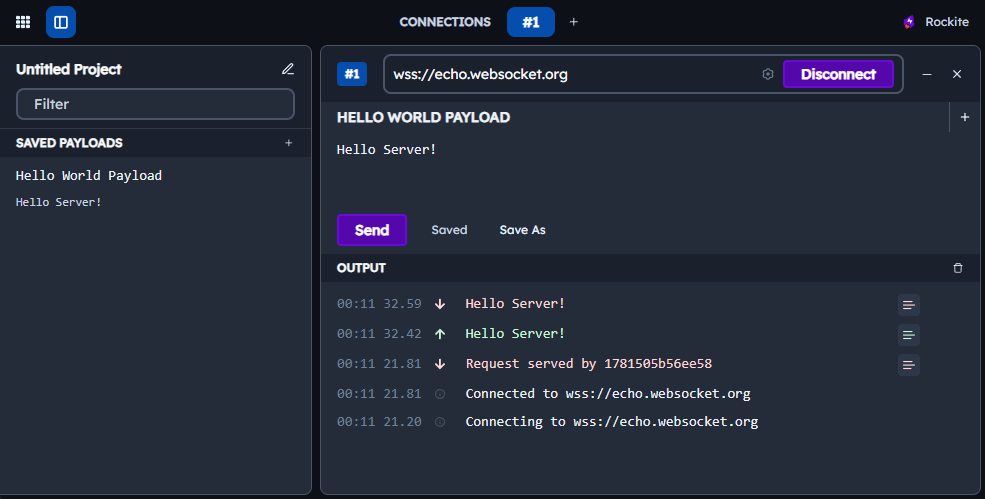 CONNECTIONS #1 + Rockite
Untitled Project
Filter
SAVED PAYLOADS +
Hello World Payload
Hello Server!
#1 wss://echo.websocket.org Disconnect
HELLO WORLD PAYLOAD +
Hello Server!
Send Saved Save As
OUTPUT
00:11 32.59 ↓ Hello Server!
00:11 32.42 ↑ Hello Server!
00:11 21.81 ↓ Request served by 1781505b56ee58
00:11 21.81 Connected to wss://echo.websocket.org
00:11 21.20 Connecting to wss://echo.websocket.org